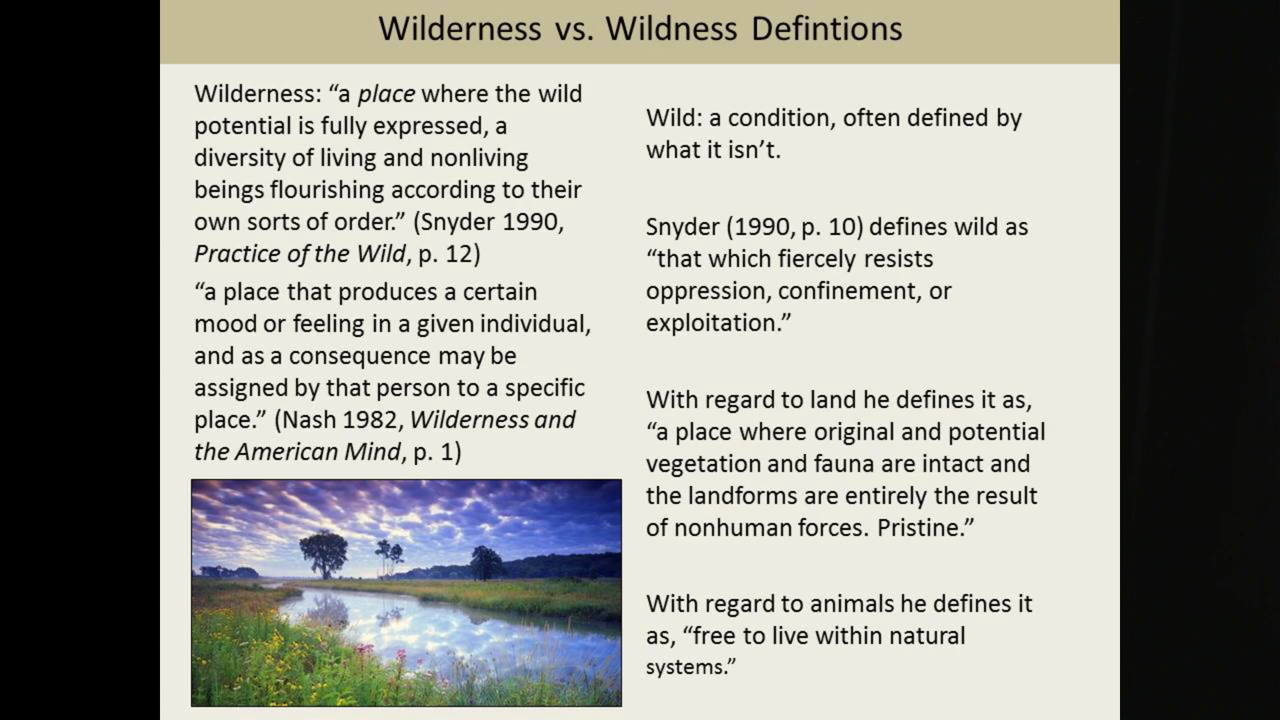 Wilderness vs. Wildness Defintions
Wilderness: “a place where the wild
potential is fully expressed, a
diversity of living and nonliving
beings flourishing according to their
own sorts of order.” (Snyder 1990,
Practice of the Wild, p. 12)
“a place that produces a certain
mood or feeling in a given individual,
and as a consequence may be
assigned by that person to a specific
place.” (Nash 1982, Wilderness and
the American Mind, p. 1)
Wild: a condition, often defined by
what it isn’t.
Snyder (1990, p. 10) defines wild as
“that which fiercely resists
oppression, confinement, or
exploitation.”
With regard to land he defines it as,
“a place where original and potential
vegetation and fauna are intact and
the landforms are entirely the result
of nonhuman forces. Pristine.”
With regard to animals he defines it
as, “free to live within natural
systems.”